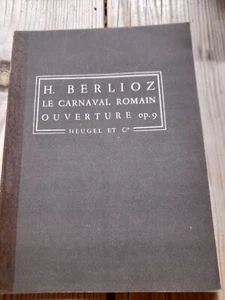 H. BERLIOZ
LE CARNAVAL ROMAIN
OUVERTURE op. 9
HEUGEL ET Cie